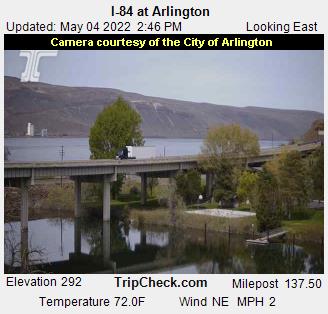 I-84 at Arlington
Updated: May 04 2022 2:46 PM Looking East
Camera courtesy of the City of Arlington
Elevation 292 TripCheck.com Milepost 137.50
Temperature 72.0F Wind NE MPH 2